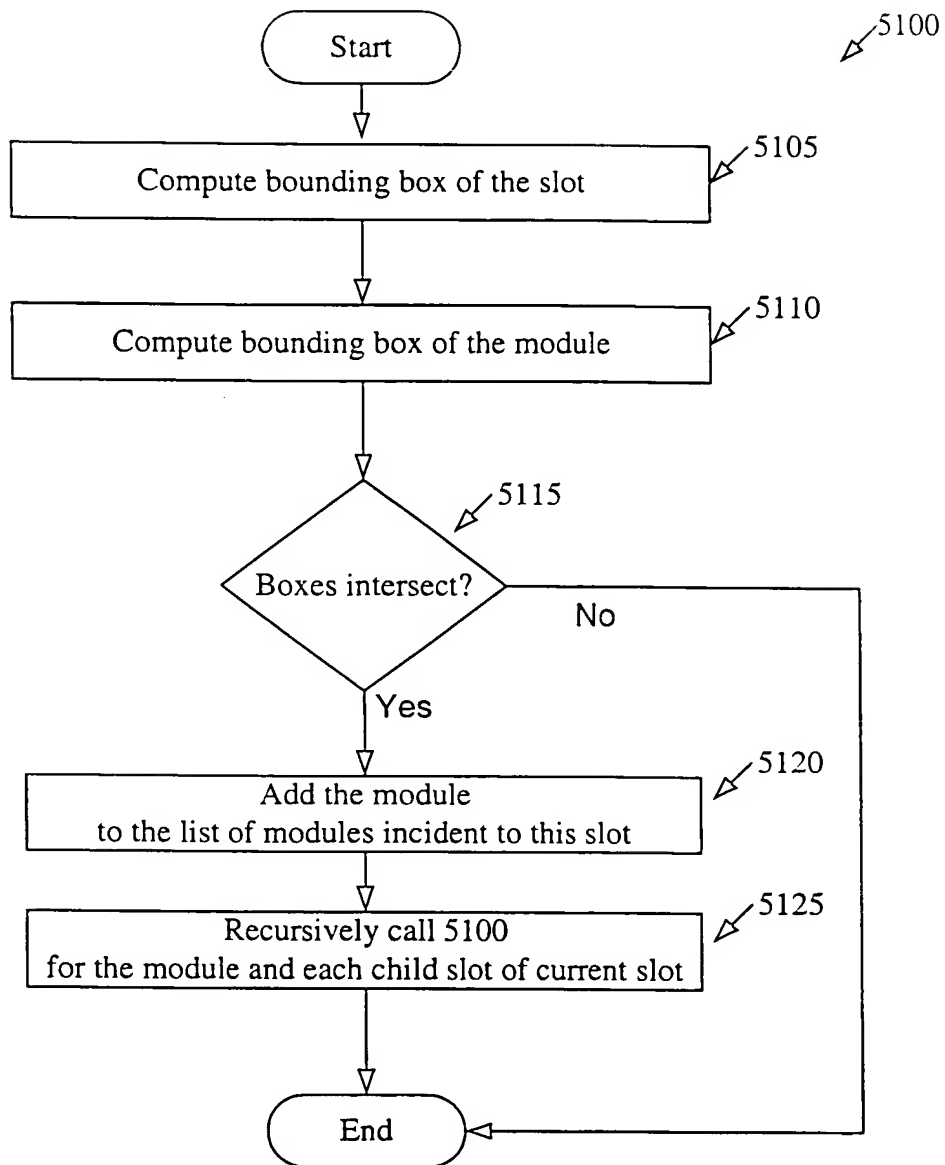 Start
5100
5105
Compute bounding box of the slot
5110
Compute bounding box of the module
5115
Boxes intersect?
No
Yes
5120
Add the module
to the list of modules incident to this slot
5125
Recursively call 5100
for the module and each child slot of current slot
End